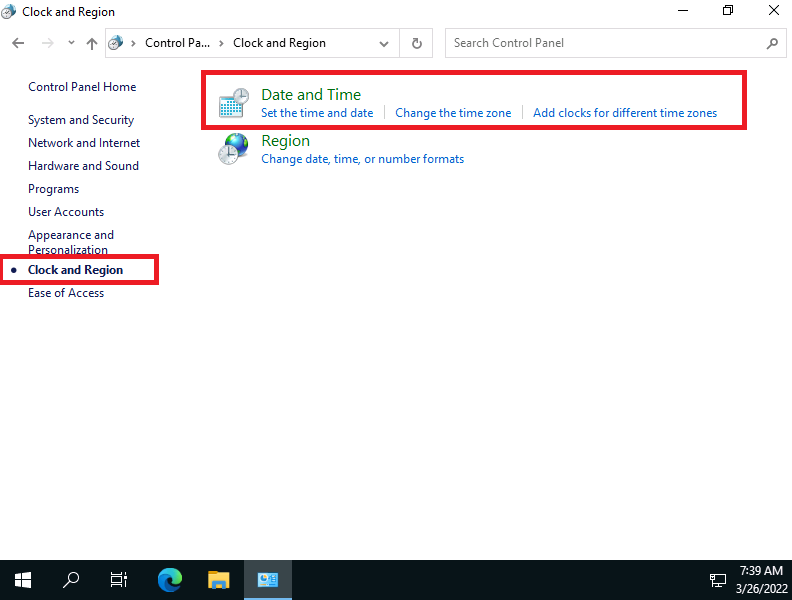 Clock and Region
Control Pa... Clock and Region
Search Control Panel
Control Panel Home
System and Security
Network and Internet
Hardware and Sound
Programs
User Accounts
Appearance and
Personalization
Clock and Region
Ease of Access
Date and Time
Set the time and date Change the time zone Add clocks for different time zones
Region
Change date, time, or number formats
7:39 AM
3/26/2022